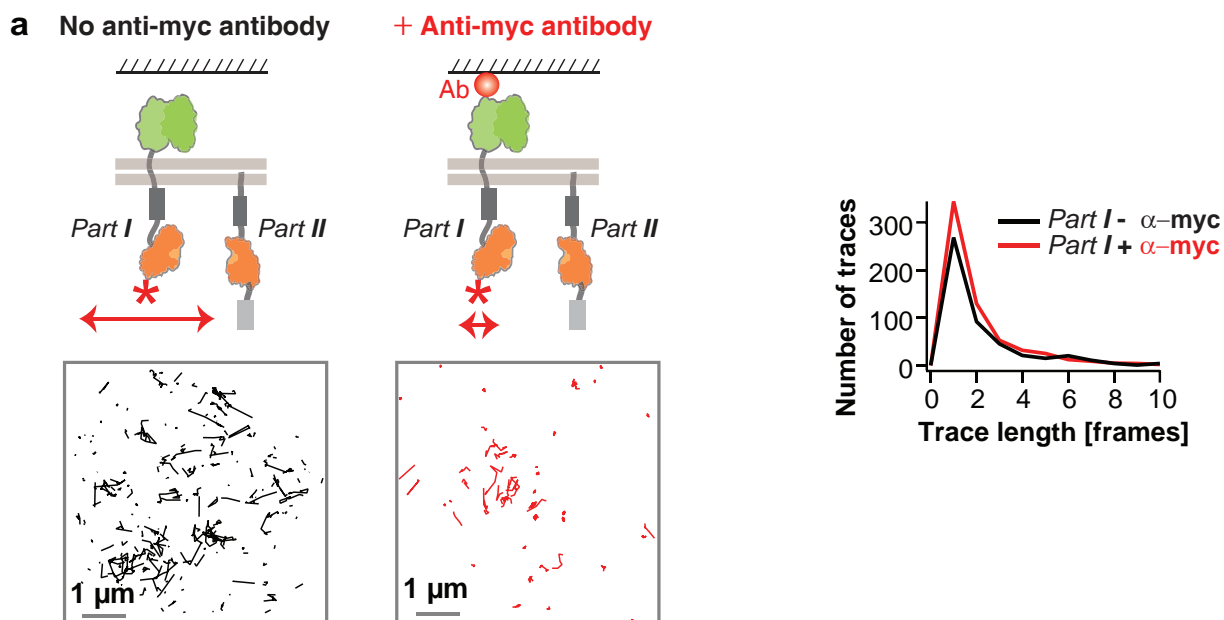 a No anti-myc antibody + Anti-myc antibody
Ab
Part I Part II Part I Part II
* *
1 µm 1 µm
Number of traces
300
200
100
0
Part I - α–myc
Part I + α–myc
0 2 4 6 8 10
Trace length [frames]